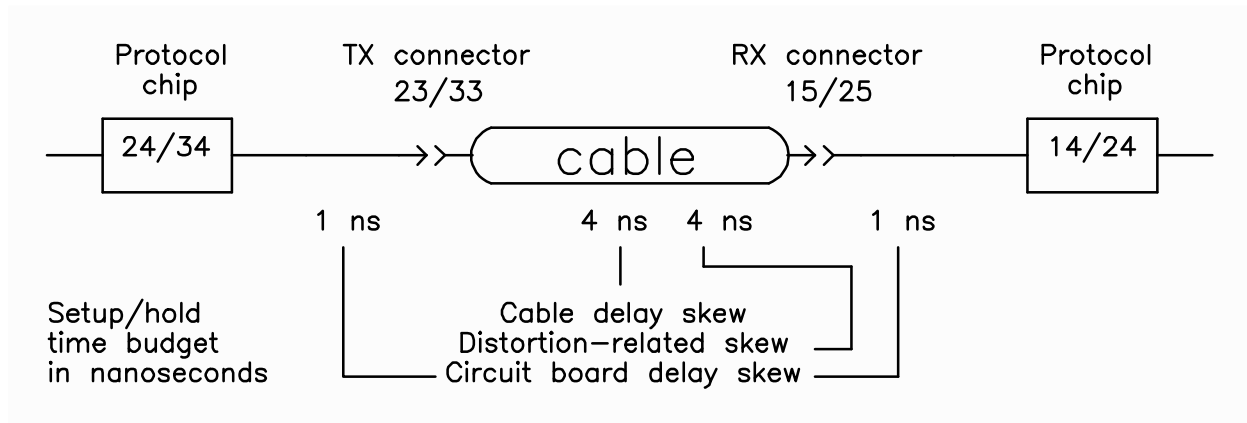 Protocol
chip
TX connector
23/33
RX connector
15/25
Protocol
chip
24/34
cable
14/24
1 ns
4 ns
4 ns
1 ns
Setup/hold
time budget
in nanoseconds
Cable delay skew
Distortion-related skew
Circuit board delay skew